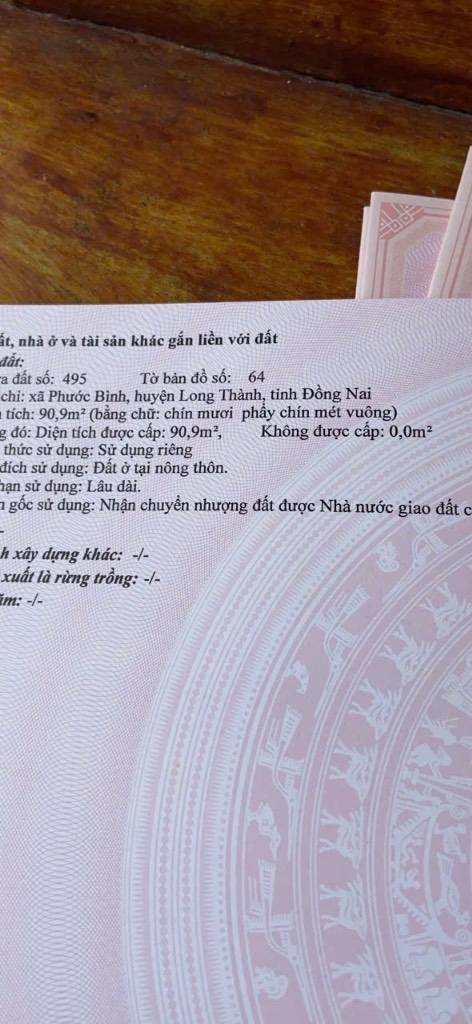 ất, nhà ở và tài sản khác gắn liền với đất
đất:
a đất số: 495 Tờ bản đồ số: 64
chỉ: xã Phước Bình, huyện Long Thành, tỉnh Đồng Nai
tích: 90,9m² (bằng chữ: chín mươi phẩy chín mét vuông)
g đó: Diện tích được cấp: 90,9m², Không được cấp: 0,0m²
thức sử dụng: Sử dụng riêng
đích sử dụng: Đất ở tại nông thôn.
hạn sử dụng: Lâu dài.
n gốc sử dụng: Nhận chuyển nhượng đất được Nhà nước giao đất c
-
h xây dựng khác: -/-
xuất là rừng trồng: -/-
ăm: -/-